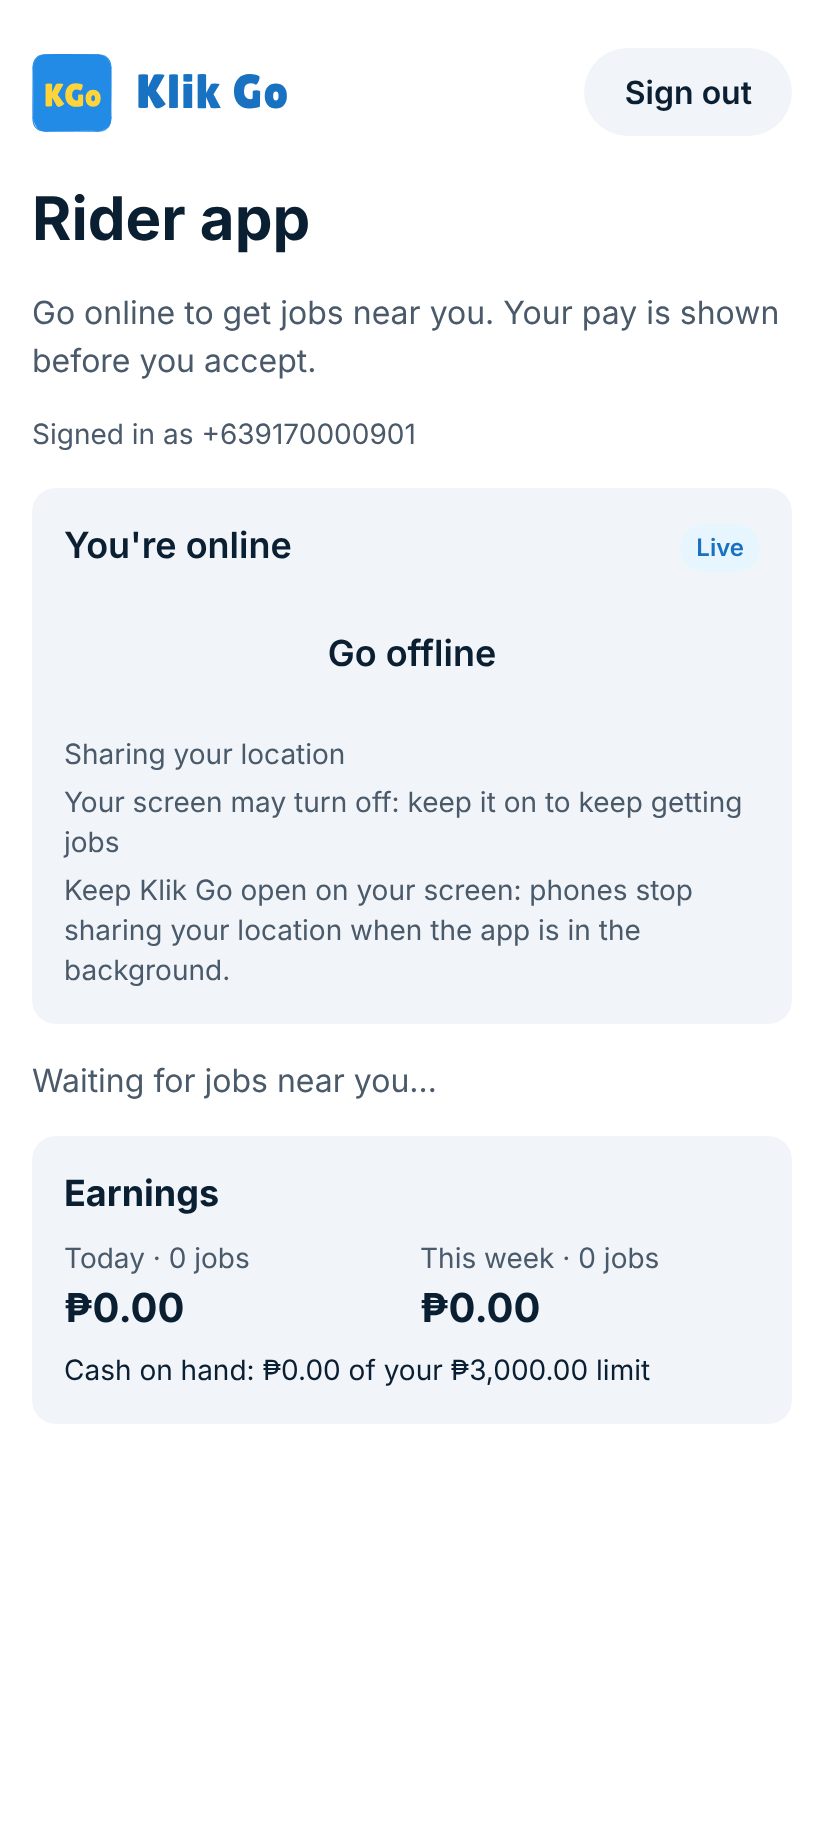 KGo
Klik Go
Sign out
Rider app
Go online to get jobs near you. Your pay is shown
before you accept.
Signed in as +639170000901
You're online
Live
Go offline
Sharing your location
Your screen may turn off: keep it on to keep getting
jobs
Keep Klik Go open on your screen: phones stop
sharing your location when the app is in the
background.
Waiting for jobs near you...
Earnings
Today · 0 jobs
This week · 0 jobs
₱0.00
₱0.00
Cash on hand: ₱0.00 of your ₱3,000.00 limit